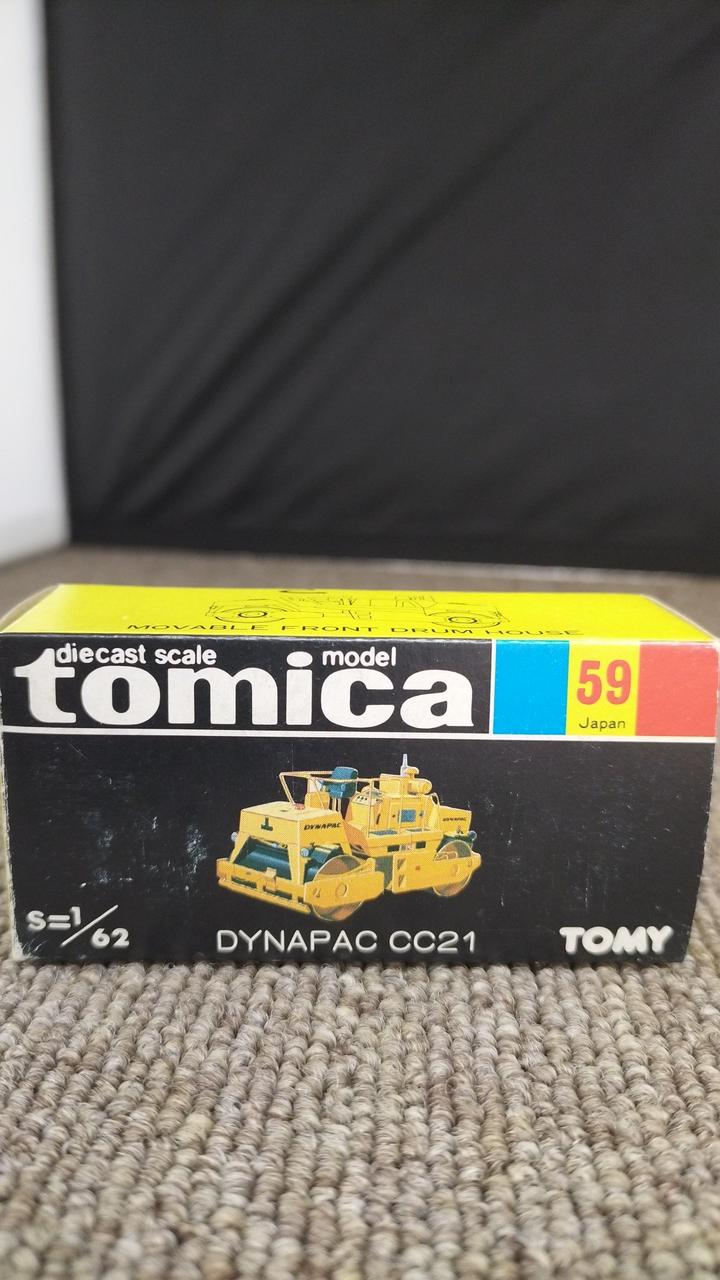 MOVABLE FRONT DRUM HOUSE
diecast scale model
tomica
59
Japan
DYNAPAC
DYNAPAC
S=1/62
DYNAPAC CC21
TOMY